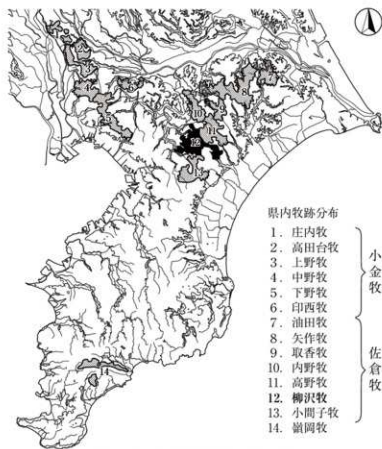 県内牧跡分布
1. 庄内牧
2. 高田台牧
3. 上野牧
4. 中野牧
5. 下野牧
6. 印西牧
小金牧
7. 油田牧
8. 矢作牧
9. 取香牧
10. 内野牧
11. 高野牧
12. 柳沢牧
13. 小間子牧
佐倉牧
14. 嶺岡牧
12